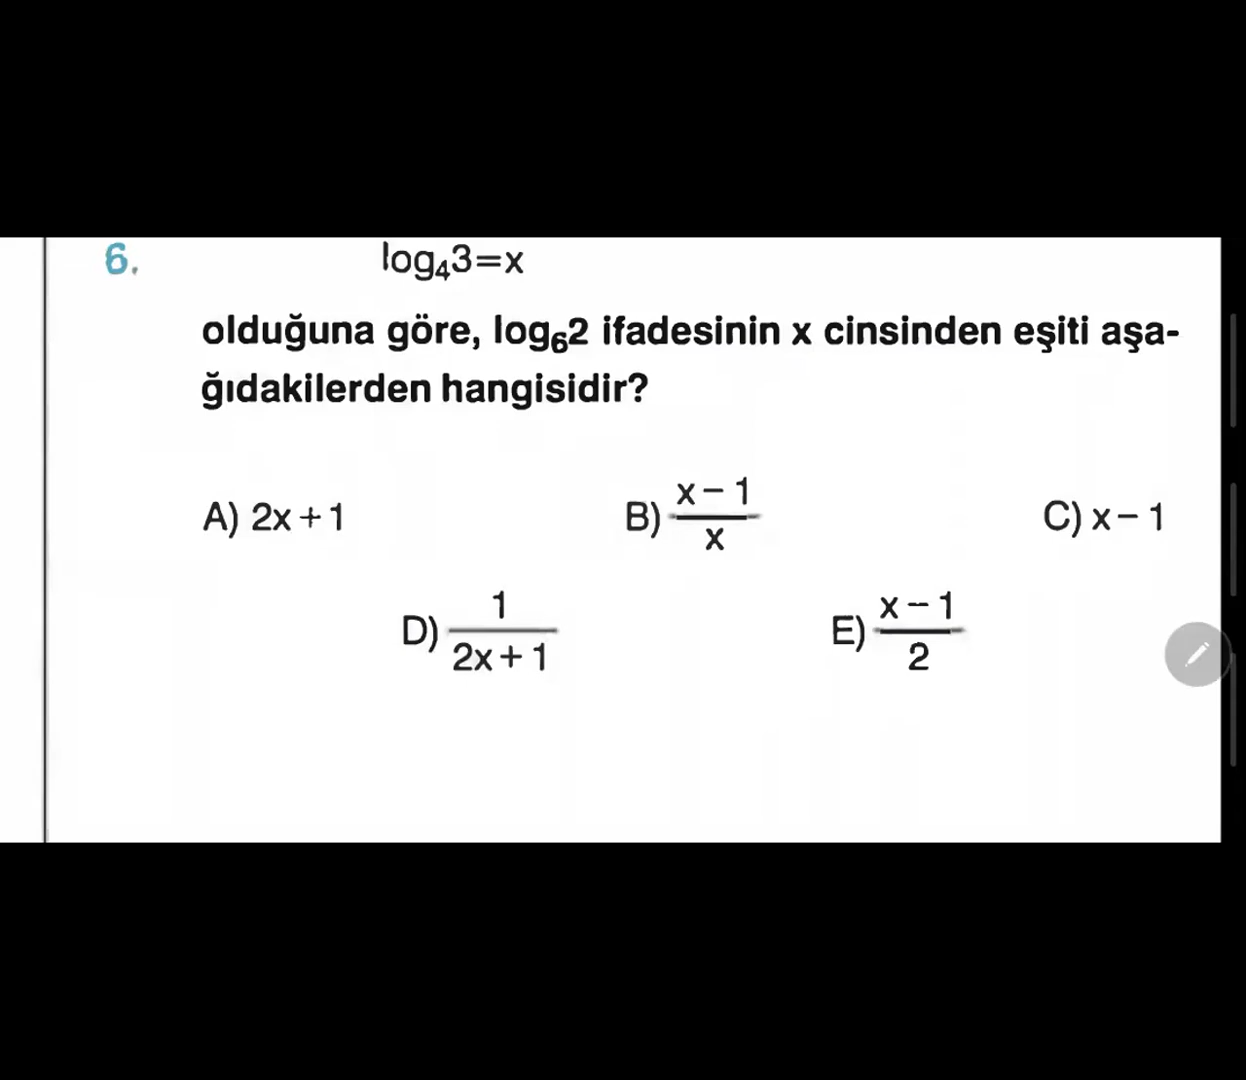 6. log₄3=x
olduğuna göre, log₆2 ifadesinin x cinsinden eşiti aşa-
ğıdakilerden hangisidir?
A) 2x+1 B) x-1/x C) x-1
D) 1/2x+1 E) x-1/2